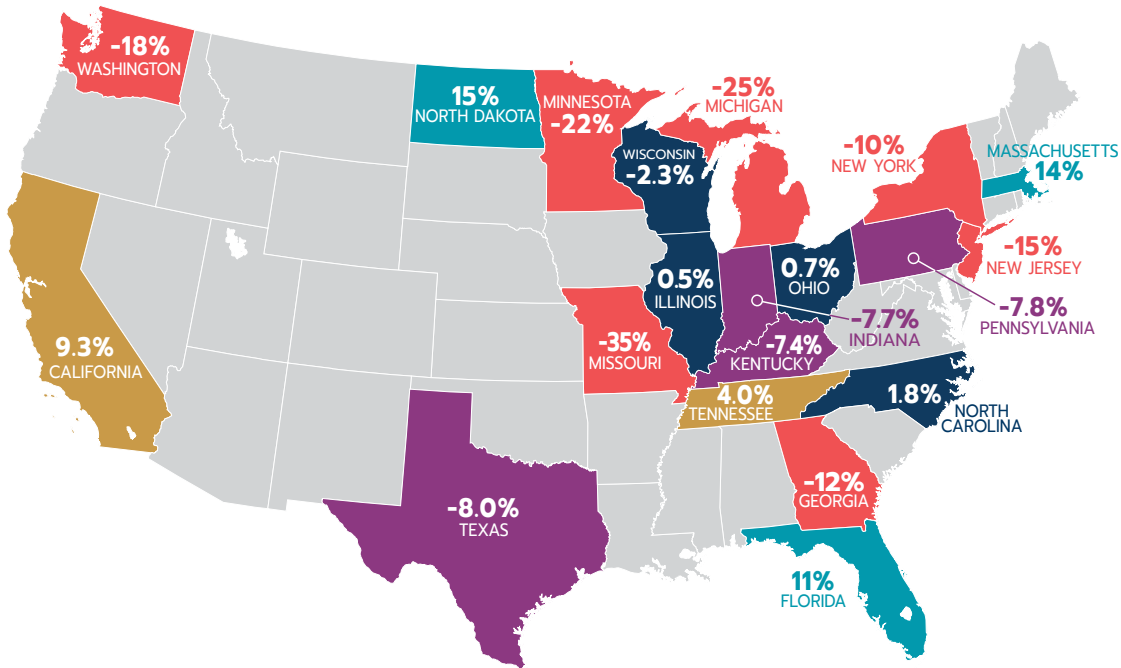 -18%
WASHINGTON
15%
NORTH DAKOTA
MINNESOTA
-22%
-25%
MICHIGAN
WISCONSIN
-2.3%
-10%
NEW YORK
MASSACHUSETTS
14%
-15%
NEW JERSEY
0.5%
ILLINOIS
0.7%
OHIO
-7.8%
PENNSYLVANIA
-7.7%
INDIANA
9.3%
CALIFORNIA
-35%
MISSOURI
-7.4%
KENTUCKY
4.0%
TENNESSEE
1.8%
NORTH
CAROLINA
-8.0%
TEXAS
-12%
GEORGIA
11%
FLORIDA